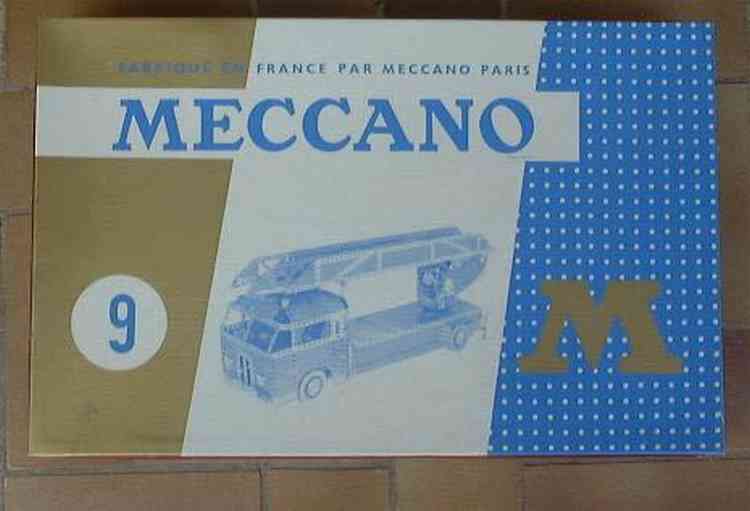 FABRIQUÉ EN FRANCE PAR MECCANO PARIS
MECCANO
9
M